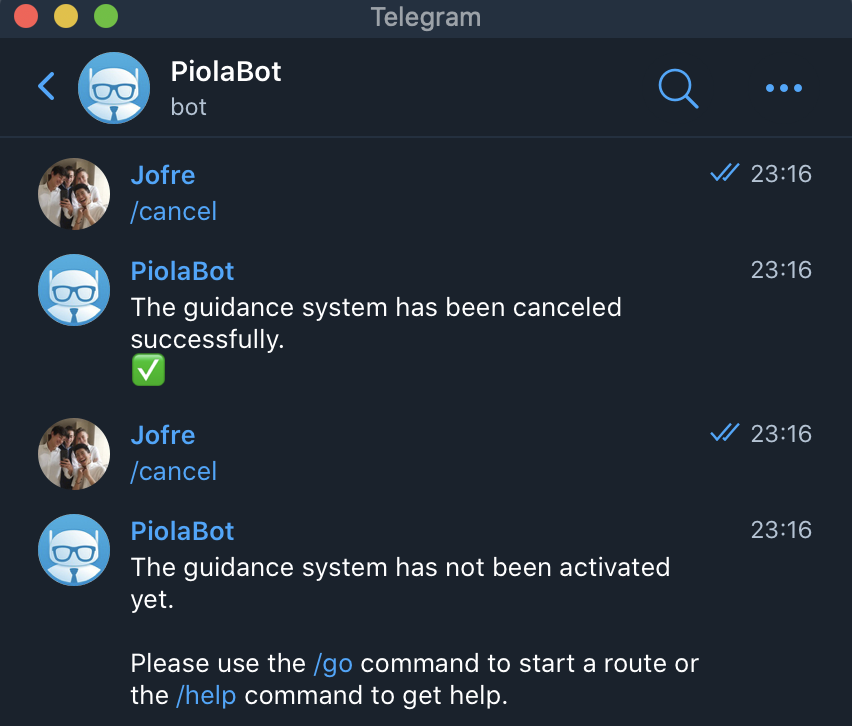 Telegram
PiolaBot
bot
Jofre
23:16
/cancel
PiolaBot
23:16
The guidance system has been canceled
successfully.
Jofre
23:16
/cancel
PiolaBot
23:16
The guidance system has not been activated
yet.
Please use the /go command to start a route or
the /help command to get help.